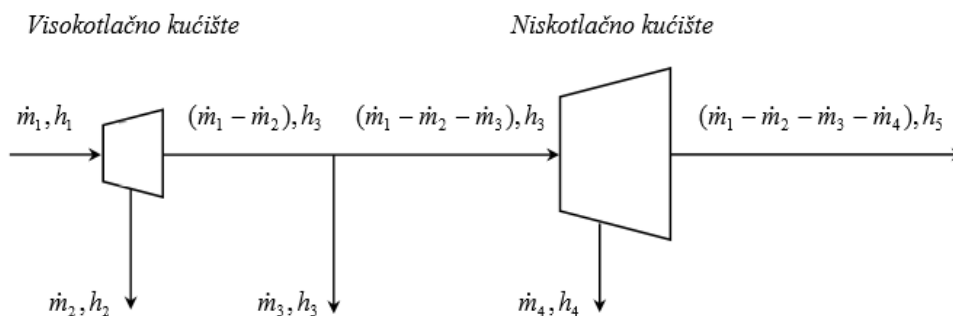 Visokotlačno kućište Niskotlačno kućište
ṁ₁, h₁ (ṁ₁ − ṁ₂), h₃ (ṁ₁ − ṁ₂ − ṁ₃), h₃ (ṁ₁ − ṁ₂ − ṁ₃ − ṁ₄), h₅
ṁ₂, h₂ ṁ₃, h₃ ṁ₄, h₄